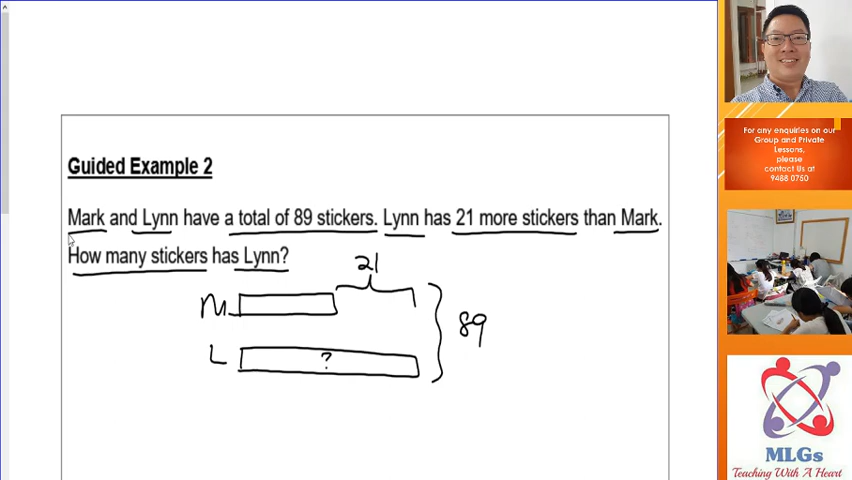 Guided Example 2
Mark and Lynn have a total of 89 stickers. Lynn has 21 more stickers than Mark.
How many stickers has Lynn?
21
M
89
L
?
For any enquiries on our
Group and Private
Lessons,
please
contact Us at
9488 0750
MLGs
Teaching With A Heart